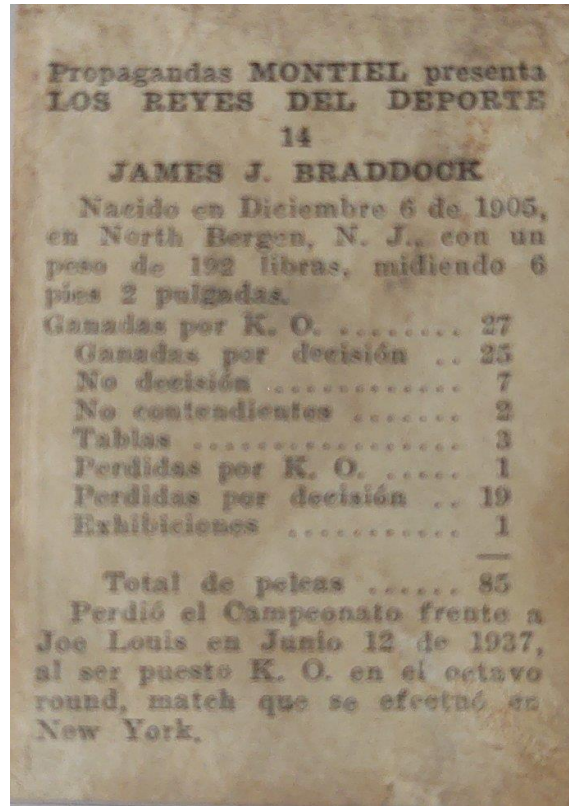 Propagandas MONTIEL presenta
LOS REYES DEL DEPORTE
14
JAMES J. BRADDOCK
Nacido en Diciembre 6 de 1905,
en North Bergen, N. J., con un
peso de 192 libras, midiendo 6
pies 2 pulgadas.
Ganadas por K. O. ......... 27
Ganadas por decisión .. 25
No decisión .............. 7
No contendientes ....... 2
Tablas .................. 3
Perdidas por K. O. ...... 1
Perdidas por decisión .. 19
Exhibiciones ............ 1
Total de peleas ...... 85
Perdió el Campeonato frente a
Joe Louis en Junio 12 de 1937,
al ser puesto K. O. en el octavo
round, match que se efectuó en
New York.